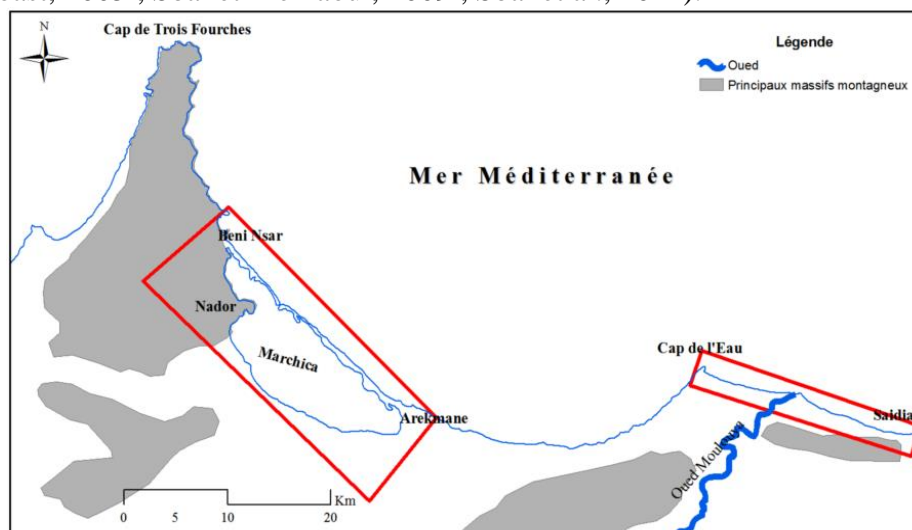 Cap de Trois Fourches
N
Légende
Oued
Principaux massifs montagneux
Mer Méditerranée
Beni Nsar
Nador
Marchica
Cap de l'Eau
Arekmane
Saidia
Oued Moulouya
Km
0 5 10 20